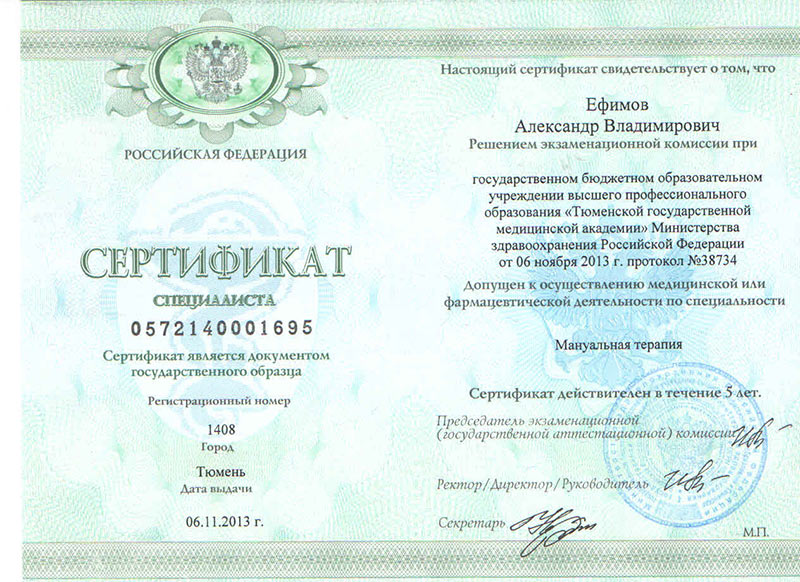 РОССИЙСКАЯ ФЕДЕРАЦИЯ
СЕРТИФИКАТ
СПЕЦИАЛИСТА
0572140001695
Сертификат является документом
государственного образца
Регистрационный номер
1408
Город
Тюмень
Дата выдачи
06.11.2013 г.
Настоящий сертификат свидетельствует о том, что
Ефимов
Александр Владимирович
Решением экзаменационной комиссии при
государственном бюджетном образовательном
учреждении высшего профессионального
образования «Тюменской государственной
медицинской академии» Министерства
здравоохранения Российской Федерации
от 06 ноября 2013 г. протокол №38734
Допущен к осуществлению медицинской или
фармацевтической деятельности по специальности
Мануальная терапия
Сертификат действителен в течение 5 лет.
Председатель экзаменационной
(государственной аттестационной) комиссии
Ректор/Директор/Руководитель
Секретарь
М.П.